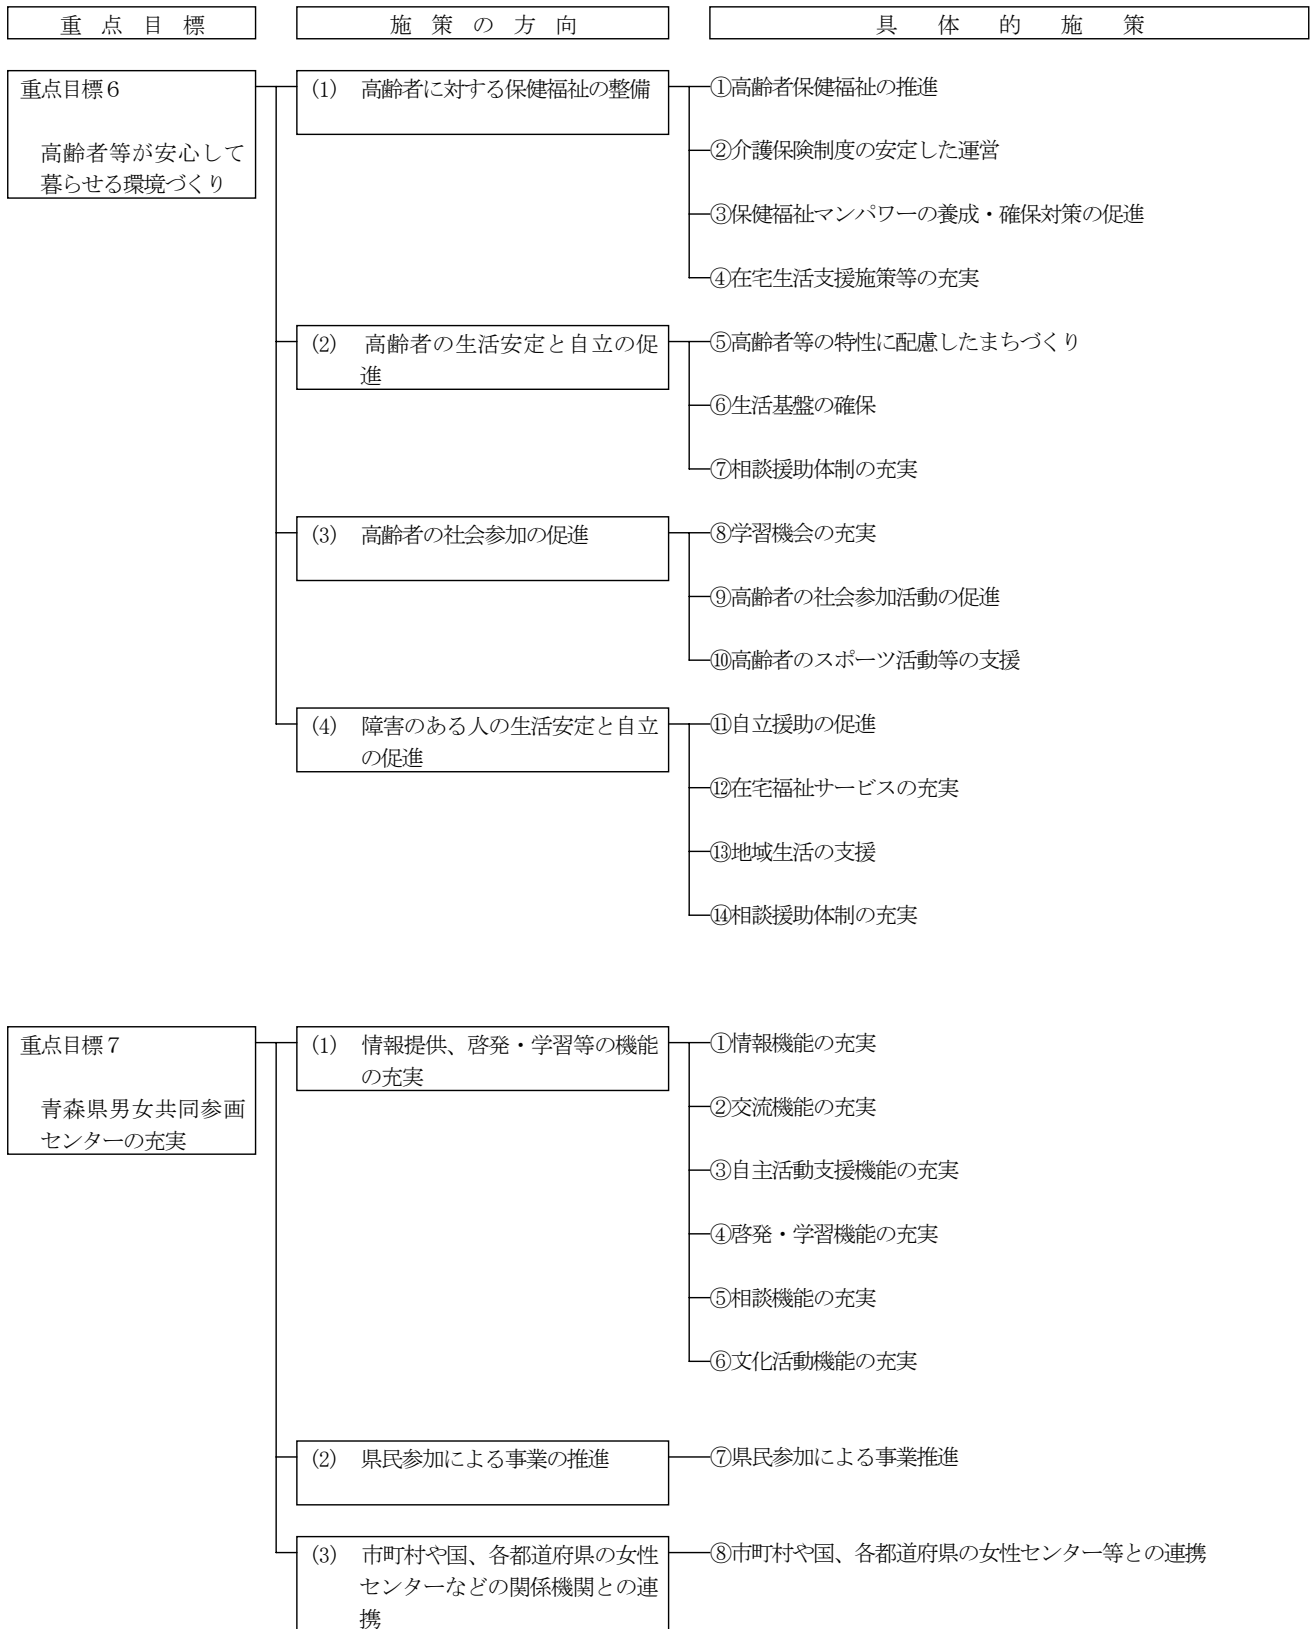 重 点 目 標
施 策 の 方 向
具 体 的 施 策
重点目標６
高齢者等が安心して
暮らせる環境づくり
(1) 高齢者に対する保健福祉の整備
①高齢者保健福祉の推進
②介護保険制度の安定した運営
③保健福祉マンパワーの養成・確保対策の促進
④在宅生活支援施策等の充実
(2) 高齢者の生活安定と自立の促
進
⑤高齢者等の特性に配慮したまちづくり
⑥生活基盤の確保
⑦相談援助体制の充実
(3) 高齢者の社会参加の促進
⑧学習機会の充実
⑨高齢者の社会参加活動の促進
⑩高齢者のスポーツ活動等の支援
(4) 障害のある人の生活安定と自立
の促進
⑪自立援助の促進
⑫在宅福祉サービスの充実
⑬地域生活の支援
⑭相談援助体制の充実
重点目標７
青森県男女共同参画
センターの充実
(1) 情報提供、啓発・学習等の機能
の充実
①情報機能の充実
②交流機能の充実
③自主活動支援機能の充実
④啓発・学習機能の充実
⑤相談機能の充実
⑥文化活動機能の充実
(2) 県民参加による事業の推進
⑦県民参加による事業推進
(3) 市町村や国、各都道府県の女性
センターなどの関係機関との連
携
⑧市町村や国、各都道府県の女性センター等との連携